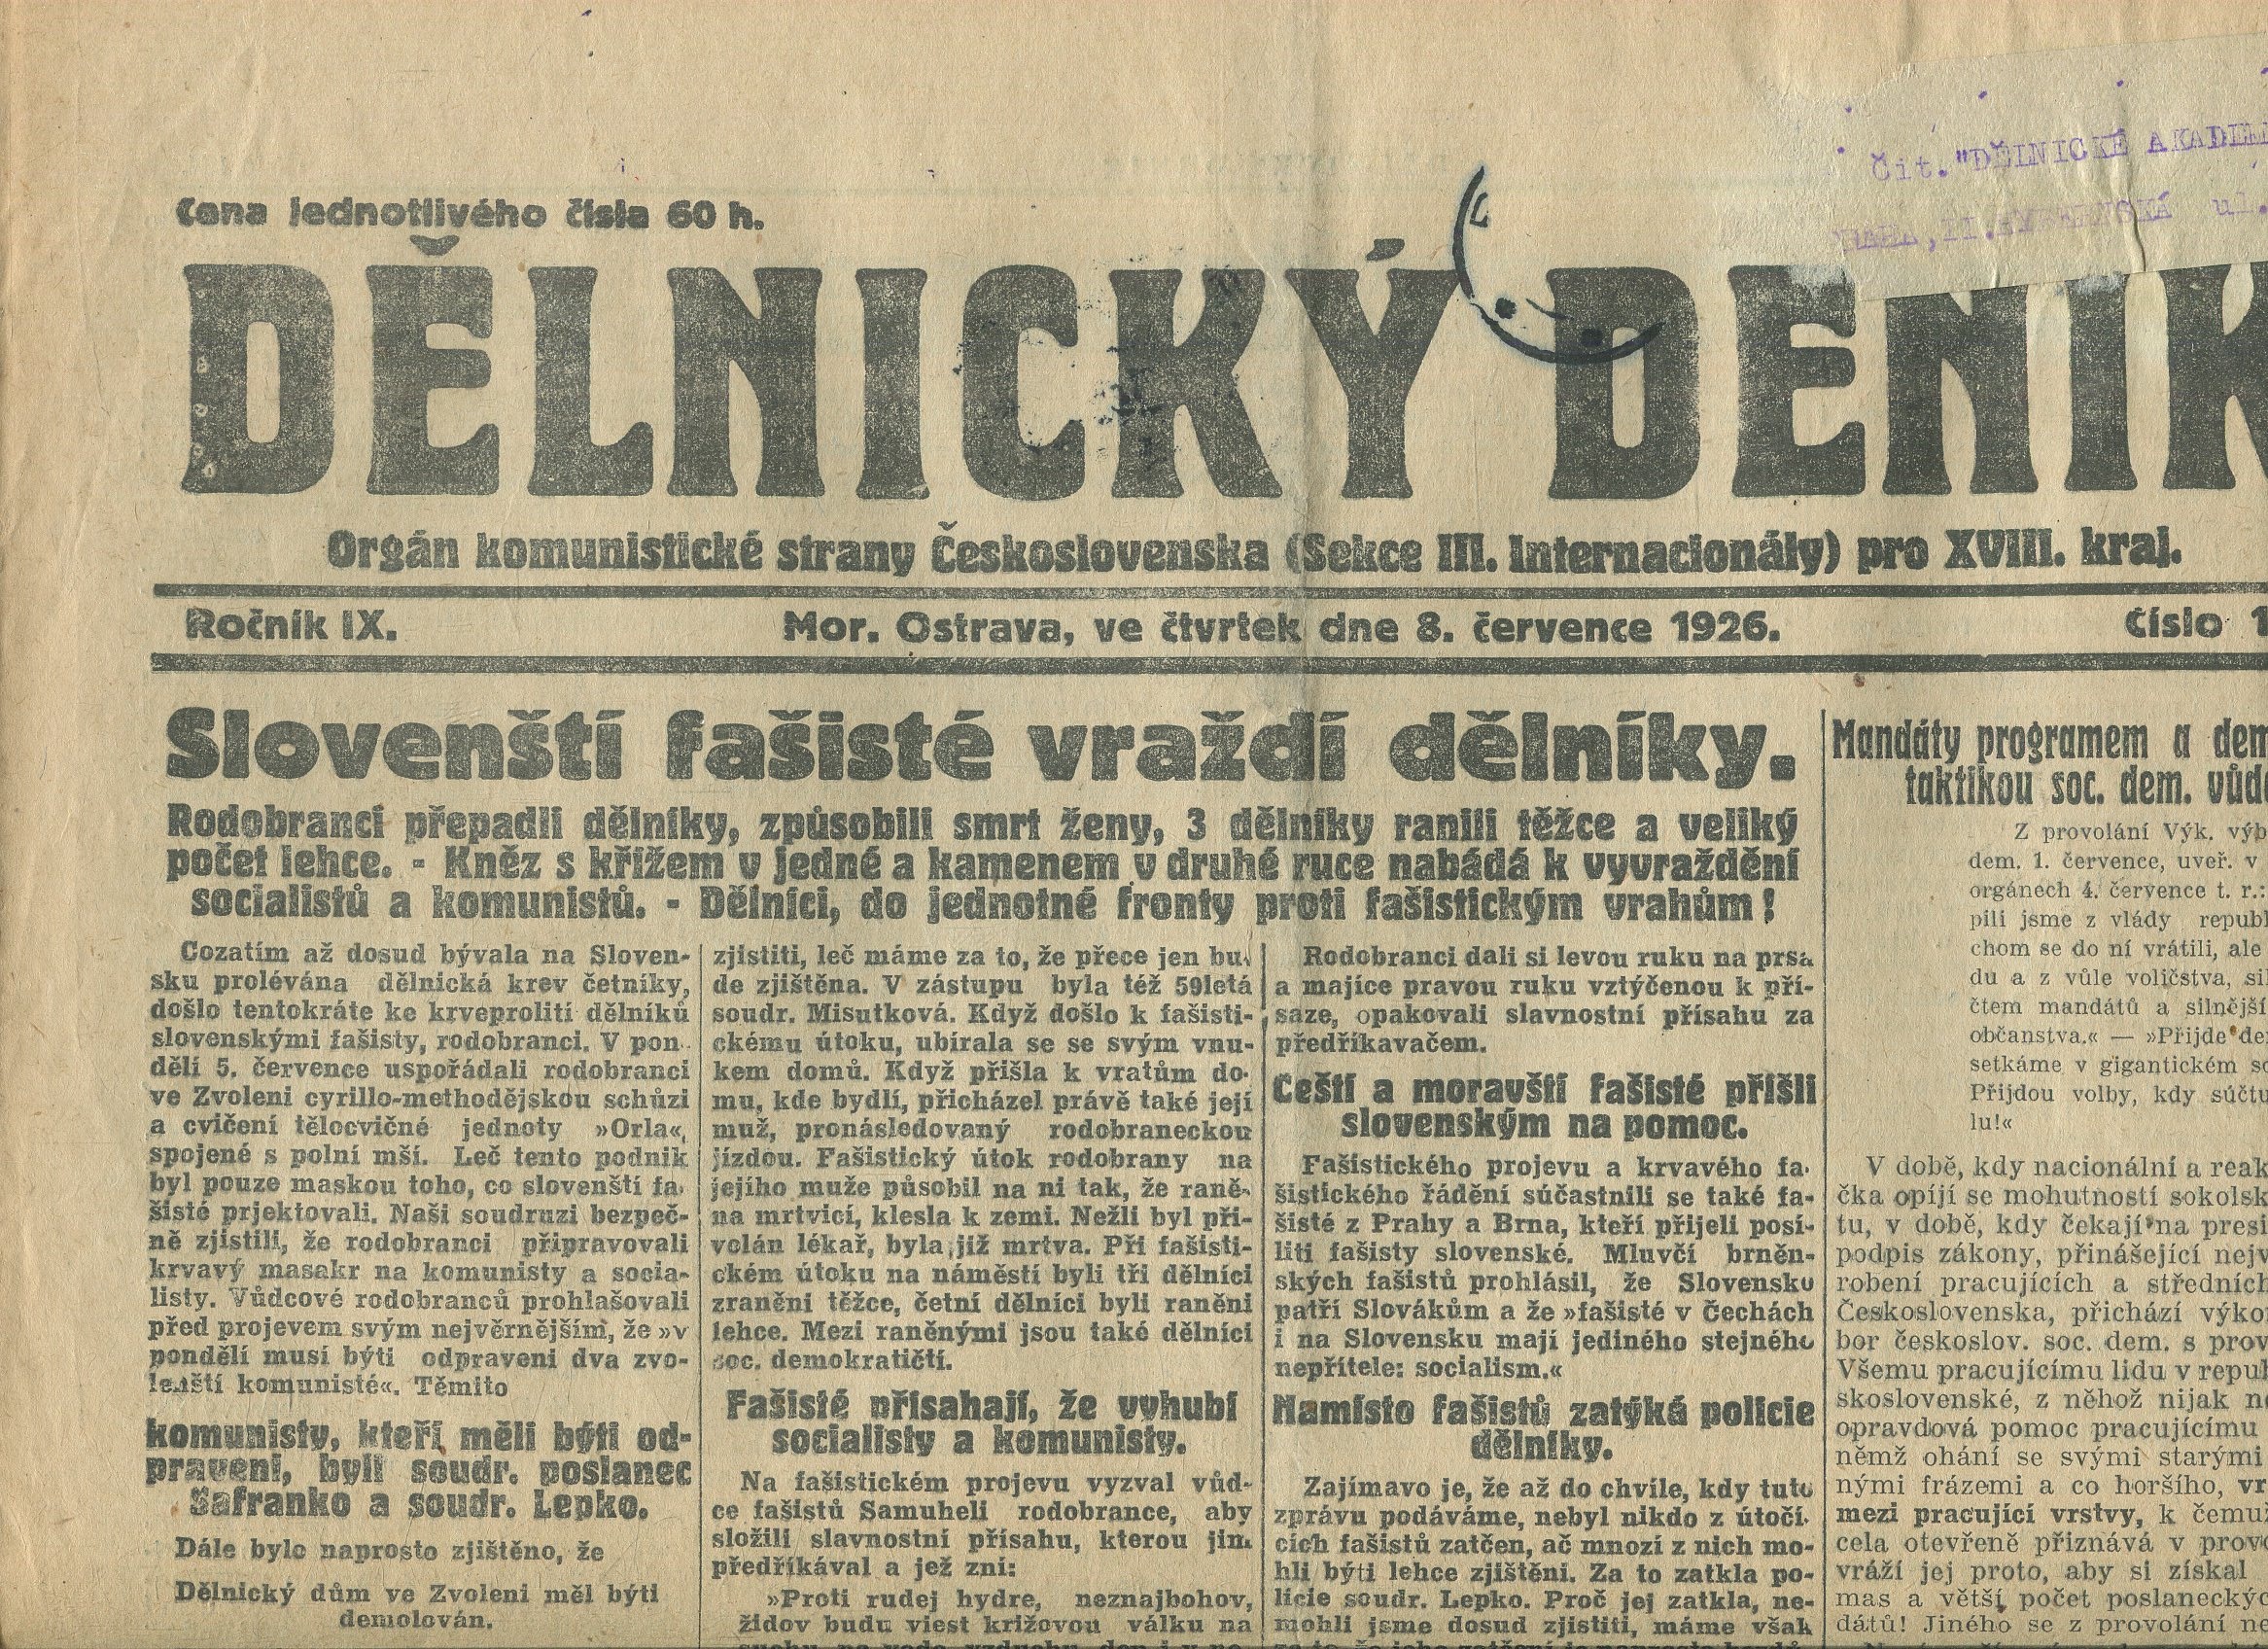 Čít. "DĚLNICKÉ AKADEM
ul.
Cena jednotlivého čísla 60 h.
DĚLNICKÝ DENÍK
Orgán komunistické strany Československa (Sekce III. Internacionály) pro XVIII. kraj.
Ročník IX.
Mor. Ostrava, ve čtvrtek dne 8. července 1926.
Číslo 1
Slovenští fašisté vraždí dělníky.
Rodobranci přepadli dělníky, způsobili smrt ženy, 3 dělníky ranili těžce a veliký
počet lehce. - Kněz s křížem v jedné a kamenem v druhé ruce nabádá k vyvraždění
socialistů a komunistů. - Dělníci, do jednotné fronty proti fašistickým vrahům!
Cozatím až dosud bývala na Sloven-
sku prolévána dělnická krev četníky,
došlo tentokráte ke krveprolití dělníků
slovenskými fašisty, rodobranci. V pon-
dělí 5. července uspořádali rodobranci
ve Zvoleni cyrillo-methodějskou schůzi
a cvičení tělocvičné jednoty »Orla«,
spojené s polní mší. Leč tento podnik
byl pouze maskou toho, co slovenští fa-
šisté prjektovali. Naši soudruzi bezpeč-
ně zjistili, že rodobranci připravovali
krvavý masakr na komunisty a socia-
listy. Vůdcové rodobranců prohlašovali
před projevem svým nejvěrnějším, že »v
pondělí musí býti odpraveni dva zvo-
lenští komunisté«. Těmito
komunisty, kteří měli býti od-
praveni, byli soudr. poslanec
Šafranko a soudr. Lepko.
Dále bylo naprosto zjištěno, že
Dělnický dům ve Zvoleni měl býti
demolován.
zjistiti, leč máme za to, že přece jen bu-
de zjištěna. V zástupu byla též 59letá
soudr. Misutková. Když došlo k fašisti-
ckému útoku, ubírala se se svým vnu-
kem domů. Když přišla k vratům do-
mu, kde bydlí, přicházel právě také její
muž, pronásledovaný rodobraneckou
jízdou. Fašistický útok rodobrany na
jejího muže působil na ni tak, že raně-
na mrtvicí, klesla k zemi. Nežli byl při-
volán lékař, byla již mrtva. Při fašisti-
ckém útoku na náměstí byli tři dělníci
zraněni těžce, četní dělníci byli raněni
lehce. Mezi raněnými jsou také dělníci
soc. demokratičtí.
Fašisté přísahají, že vyhubí
socialisty a komunisty.
Na fašistickém projevu vyzval vůd-
ce fašistů Samuheli rodobrance, aby
složili slavnostní přísahu, kterou jim
předříkával a jež zní:
»Proti rudej hydre, neznajbohov,
židov budu viest križovou válku na
Rodobranci dali si levou ruku na prsa
a majíce pravou ruku vztýčenou k pří-
saze, opakovali slavnostní přísahu za
předříkavačem.
Čeští a moravští fašisté přišli
slovenským na pomoc.
Fašistického projevu a krvavého fa-
šistického řádění súčastnili se také fa-
šisté z Prahy a Brna, kteří přijeli posí-
liti fašisty slovenské. Mluvčí brněn-
ských fašistů prohlásil, že Slovensko
patří Slovákům a že »fašisté v Čechách
i na Slovensku mají jediného stejného
nepřítele: socialism.«
Namísto fašistů zatýká policie
dělníky.
Zajímavo je, že až do chvíle, kdy tuto
zprávu podáváme, nebyl nikdo z útočí-
cích fašistů zatčen, ač mnozí z nich mo-
hli býti lehce zjištěni. Za to zatkla po-
licie soudr. Lepko. Proč jej zatkla, ne-
mohli jsme dosud zjistiti, máme však
Mandáty programem a dem
taktikou soc. dem. vůd
Z provolání Výk. výb
dem. 1. července, uveř. v
orgánech 4. července t. r.:
pili jsme z vlády republ
chom se do ní vrátili, ale
du a z vůle voličstva, sil
čtem mandátů a silnější
občanstva.« — »Přijde de
setkáme v gigantickém so
Přijdou volby, kdy súčtu
lu!«
V době, kdy nacionální a reak
čka opíjí se mohutností sokolsk
tu, v době, kdy čekají na presi
podpis zákony, přinášející nejv
robení pracujících a středních
Československa, přichází výko
bor českoslov. soc. dem. s prov
Všemu pracujícímu lidu v repub
skoslovenské, z něhož nijak n
opravdová pomoc pracujícímu
němž ohání se svými starými
nými frázemi a co horšího, vr
mezi pracující vrstvy, k čemuž
cela otevřeně přiznává v provo
vráží jej proto, aby si získal
mas a větší počet poslaneckýc
dátů! Jiného se z provolání n